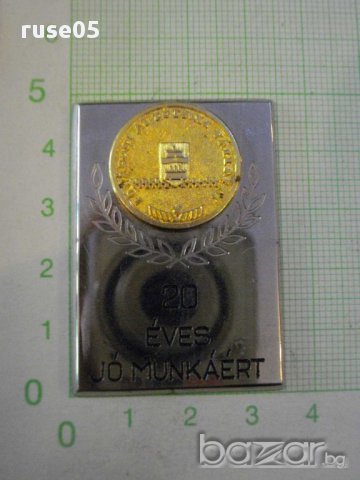 ruse05
5
4
3
2
1
0
20
ÉVES
JÓ MUNKÁÉRT
0 1 2 3 4
bazar.bg